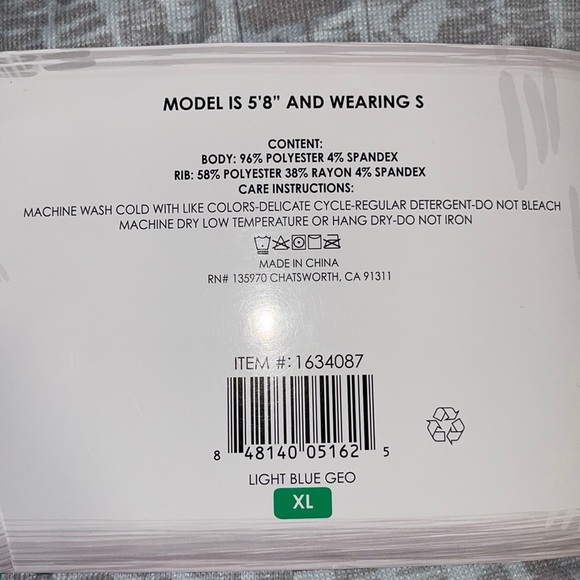 MODEL IS 5'8" AND WEARING S
CONTENT:
BODY: 96% POLYESTER 4% SPANDEX
RIB: 58% POLYESTER 38% RAYON 4% SPANDEX
CARE INSTRUCTIONS:
MACHINE WASH COLD WITH LIKE COLORS-DELICATE CYCLE-REGULAR DETERGENT-DO NOT BLEACH
MACHINE DRY LOW TEMPERATURE OR HANG DRY-DO NOT IRON
MADE IN CHINA
RN# 135970 CHATSWORTH, CA 91311
ITEM #: 1634087
8 48140 05162 5
LIGHT BLUE GEO
XL